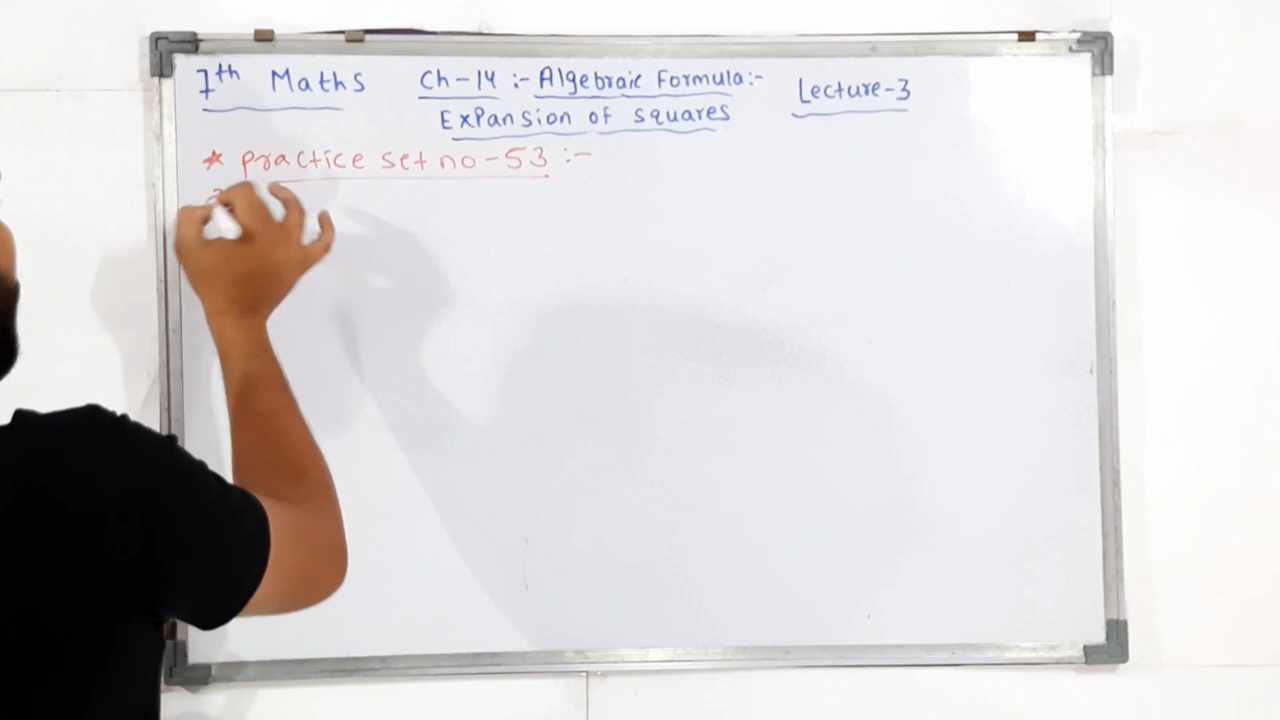 7th Maths Ch-14 :- Algebraic Formula:- Lecture-3
Expansion of squares
* practice set no-53 :-